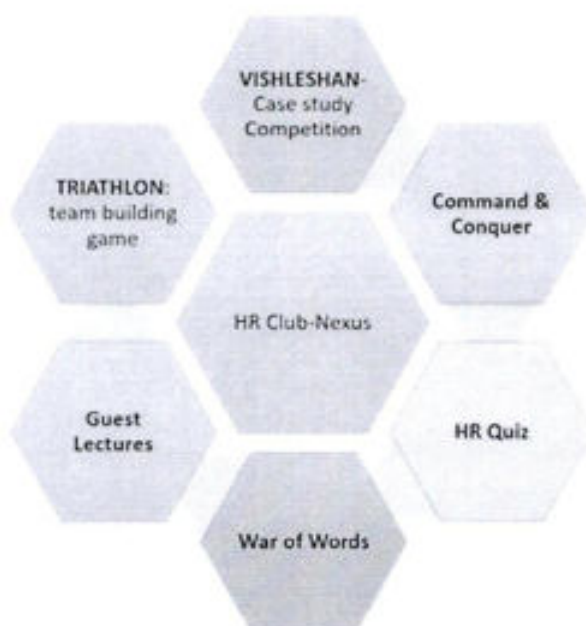 VISHLESHAN-
Case study
Competition
TRIATHLON:
team building
game
Command &
Conquer
HR Club-Nexus
Guest
Lectures
HR Quiz
War of Words